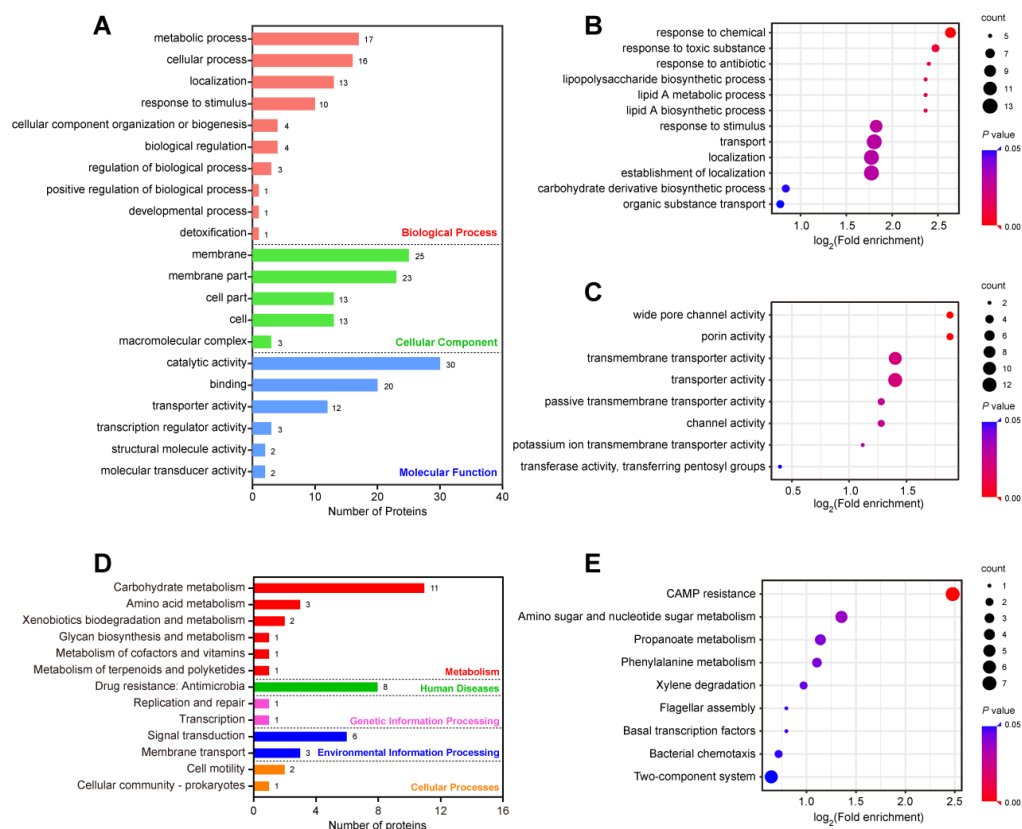 A
metabolic process 17
cellular process 16
localization 13
response to stimulus 10
cellular component organization or biogenesis 4
biological regulation 4
regulation of biological process 3
positive regulation of biological process 1
developmental process 1
detoxification 1
Biological Process
membrane 25
membrane part 23
cell part 13
cell 13
macromolecular complex 3
Cellular Component
catalytic activity 30
binding 20
transporter activity 12
transcription regulator activity 3
structural molecule activity 2
molecular transducer activity 2
Molecular Function
0 10 20 30 40
Number of Proteins
B
response to chemical
response to toxic substance
response to antibiotic
lipopolysaccharide biosynthetic process
lipid A metabolic process
lipid A biosynthetic process
response to stimulus
transport
localization
establishment of localization
carbohydrate derivative biosynthetic process
organic substance transport
1.0 1.5 2.0 2.5
log2(Fold enrichment)
count
5
7
9
11
13
P value
0.05
0.00
C
wide pore channel activity
porin activity
transmembrane transporter activity
transporter activity
passive transmembrane transporter activity
channel activity
potassium ion transmembrane transporter activity
transferase activity, transferring pentosyl groups
0.5 1.0 1.5
log2(Fold enrichment)
count
2
4
6
8
10
12
P value
0.05
0.00
D
Carbohydrate metabolism 11
Amino acid metabolism 3
Xenobiotics biodegradation and metabolism 2
Glycan biosynthesis and metabolism 1
Metabolism of cofactors and vitamins 1
Metabolism of terpenoids and polyketides 1
Metabolism
Drug resistance: Antimicrobia 8
Human Diseases
Replication and repair 1
Transcription 1
Genetic Information Processing
Signal transduction 6
Membrane transport 3
Environmental Information Processing
Cell motility 2
Cellular community - prokaryotes 1
Cellular Processes
0 4 8 12 16
Number of proteins
E
CAMP resistance
Amino sugar and nucleotide sugar metabolism
Propanoate metabolism
Phenylalanine metabolism
Xylene degradation
Flagellar assembly
Basal transcription factors
Bacterial chemotaxis
Two-component system
1.0 1.5 2.0 2.5
log2(Fold enrichment)
count
1
2
3
4
5
6
7
P value
0.05
0.00